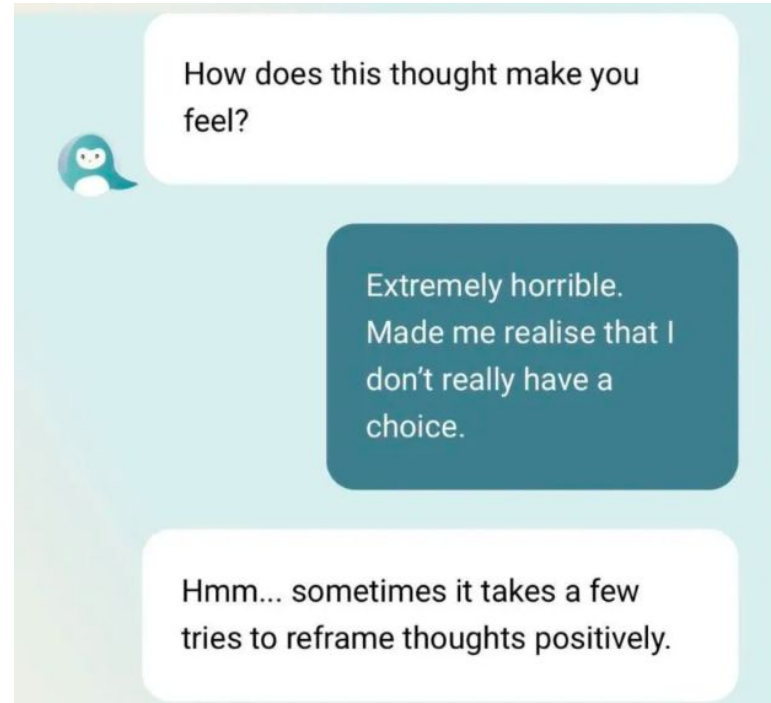 How does this thought make you
feel?
Extremely horrible.
Made me realise that I
don't really have a
choice.
Hmm... sometimes it takes a few
tries to reframe thoughts positively.